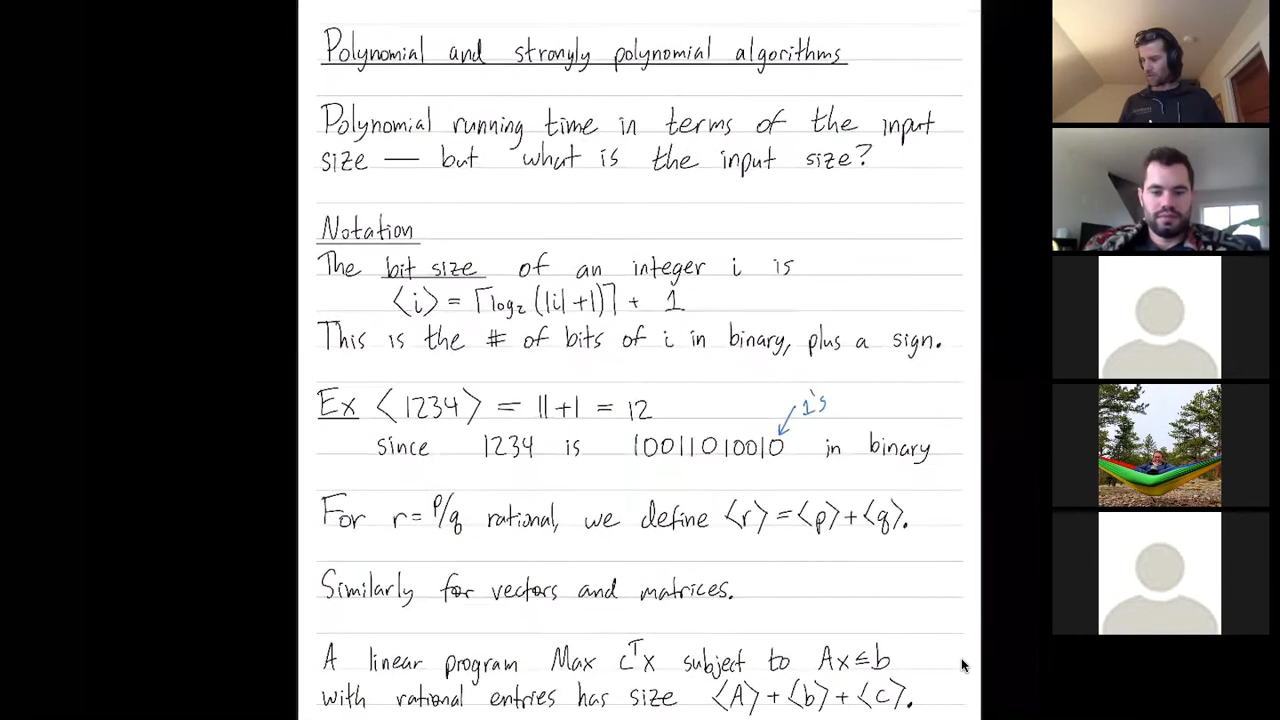 Polynomial and strongly polynomial algorithms
Polynomial running time in terms of the input
size — but what is the input size?
Notation
The bit size of an integer i is
⟨i⟩ = ⌈log₂(|i|+1)⌉ + 1
This is the # of bits of i in binary, plus a sign.
Ex ⟨1234⟩ = 11+1 = 12
1's
since 1234 is 10011010010 in binary
For r = p/q rational, we define ⟨r⟩ = ⟨p⟩+⟨q⟩.
Similarly for vectors and matrices.
A linear program Max cᵀx subject to Ax≤b
with rational entries has size ⟨A⟩+⟨b⟩+⟨c⟩.